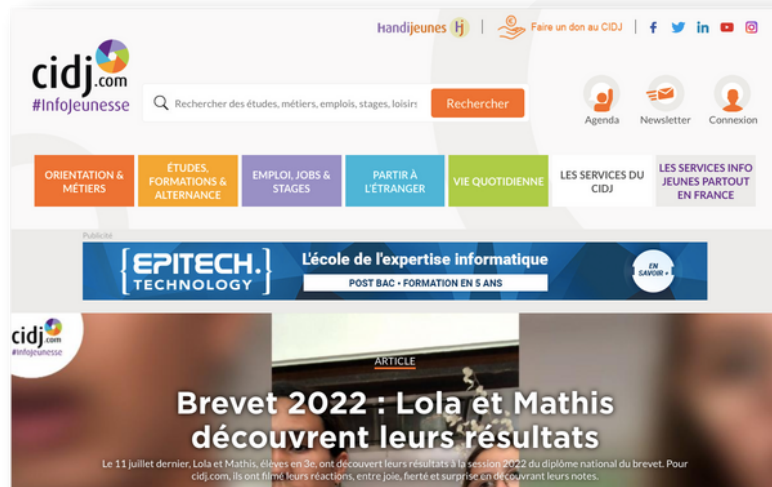 Handijeunes Hj
Faire un don au CIDJ
cidj.com
#InfoJeunesse
Rechercher des études, métiers, emplois, stages, loisirs
Rechercher
Agenda
Newsletter
Connexion
ORIENTATION &
MÉTIERS
ÉTUDES,
FORMATIONS &
ALTERNANCE
EMPLOI, JOBS &
STAGES
PARTIR À
L'ÉTRANGER
VIE QUOTIDIENNE
LES SERVICES DU
CIDJ
LES SERVICES INFO
JEUNES PARTOUT
EN FRANCE
Publicité
{EPITECH.}
TECHNOLOGY
L'école de l'expertise informatique
POST BAC • FORMATION EN 5 ANS
EN
SAVOIR +
cidj.com
#InfoJeunesse
ARTICLE
Brevet 2022 : Lola et Mathis
découvrent leurs résultats
Le 11 juillet dernier, Lola et Mathis, élèves en 3e, ont découvert leurs résultats à la session 2022 du diplôme national du brevet. Pour
cidj.com, ils ont filmé leurs réactions, entre joie, fierté et surprise en découvrant leurs notes.